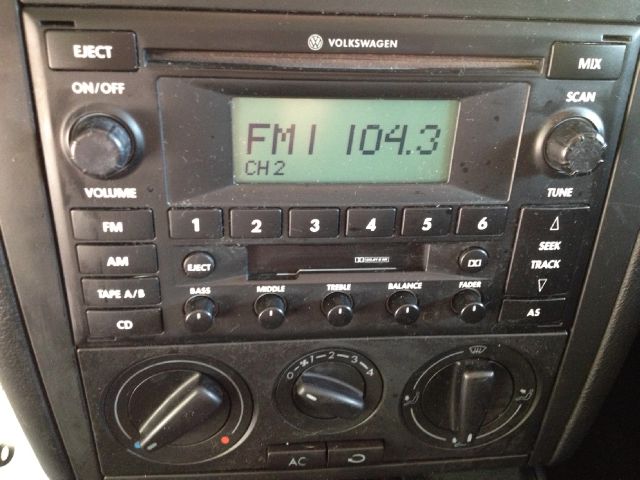 EJECT
VOLKSWAGEN
MIX
ON/OFF
SCAN
FM1 104.3
CH2
VOLUME
TUNE
FM
1 2 3 4 5 6
SEEK
TRACK
AM
EJECT
TAPE A/B
BASS
MIDDLE
TREBLE
BALANCE
FADER
CD
AS
0 1 2 3 4
AC